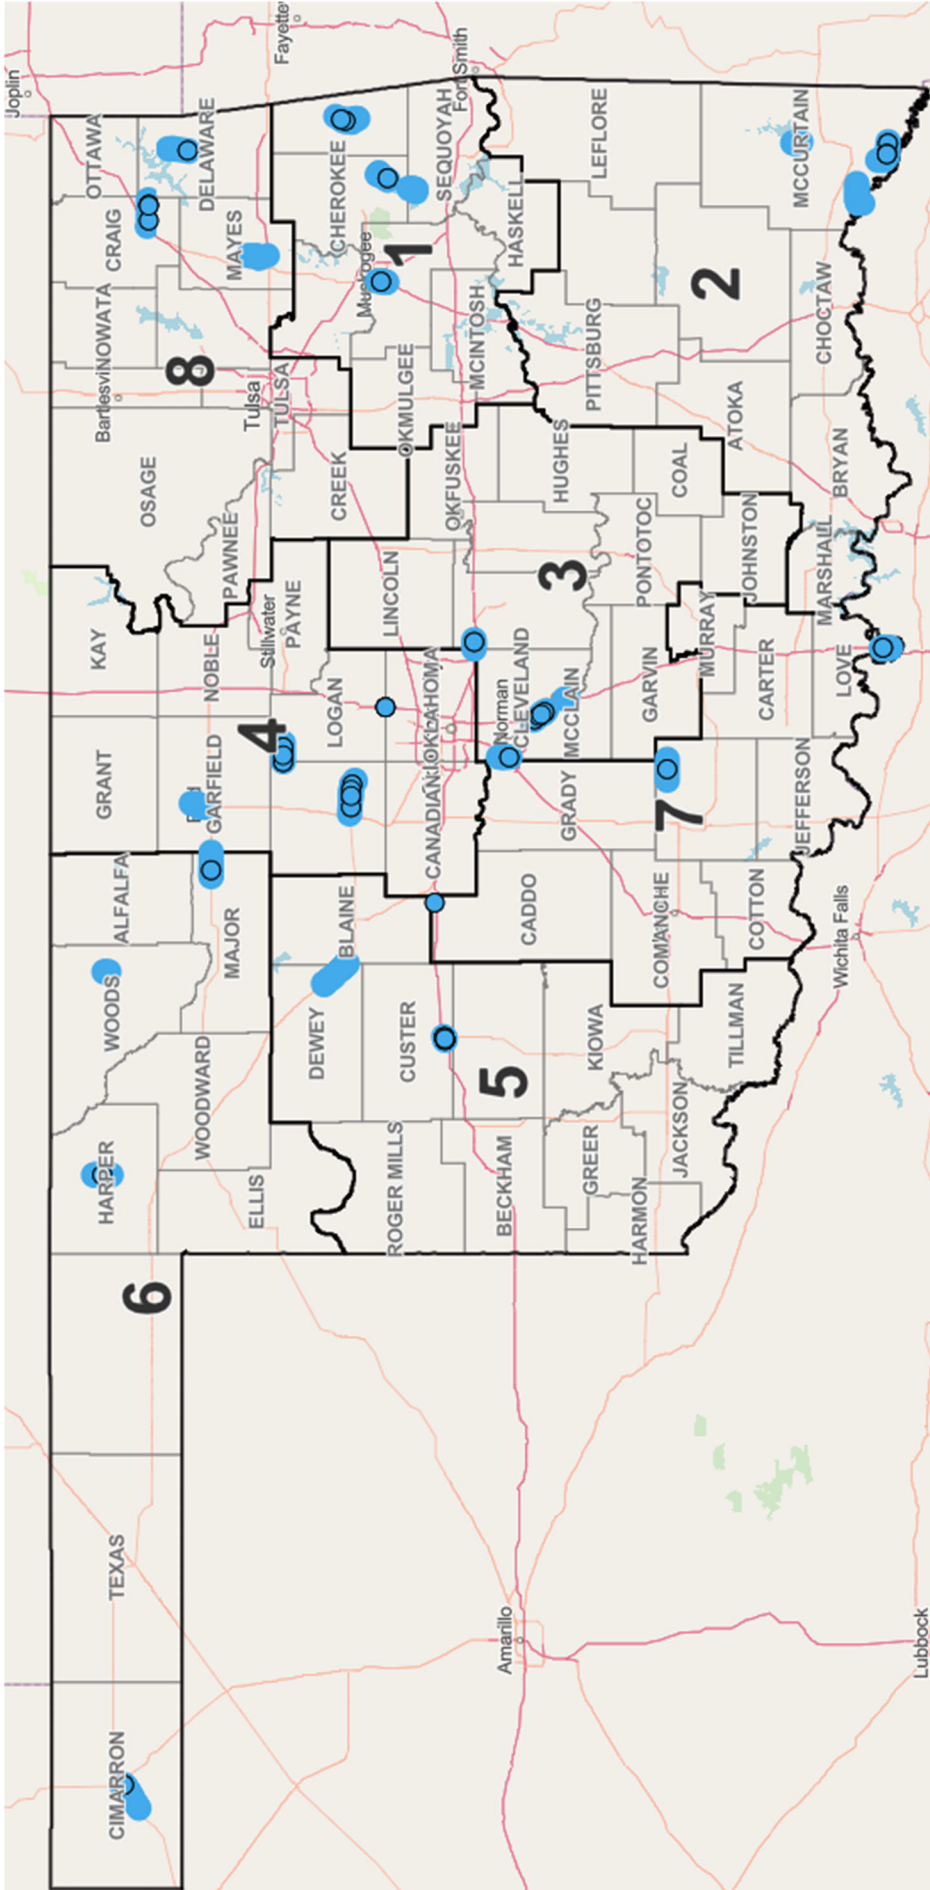 CIMARRON
TEXAS
6
HARPER
WOODS
ALFALFA
GRANT
KAY
OSAGE
Bartlesvi
NOWATA
CRAIG
OTTAWA
Joplin
ELLIS
WOODWARD
MAJOR
GARFIELD
NOBLE
PAWNEE
8
MAYES
DELAWARE
Fayette
4
Stillwater
PAYNE
Tulsa
TULSA
DEWEY
BLAINE
LOGAN
LINCOLN
CREEK
Muskogee
CHEROKEE
ROGER MILLS
CUSTER
CANADIAN
OKLAHOMA
OKFUSKEE
OKMULGEE
1
SEQUOYAH
Fort Smith
BECKHAM
5
CADDO
Norman
CLEVELAND
MCINTOSH
HASKELL
Amarillo
GREER
KIOWA
GRADY
MCCLAIN
3
HUGHES
PITTSBURG
LEFLORE
HARMON
JACKSON
COMANCHE
7
GARVIN
PONTOTOC
COAL
2
TILLMAN
COTTON
CARTER
MURRAY
JOHNSTON
ATOKA
MCCURTAIN
JEFFERSON
LOVE
MARSHALL
BRYAN
CHOCTAW
Wichita Falls
Lubbock